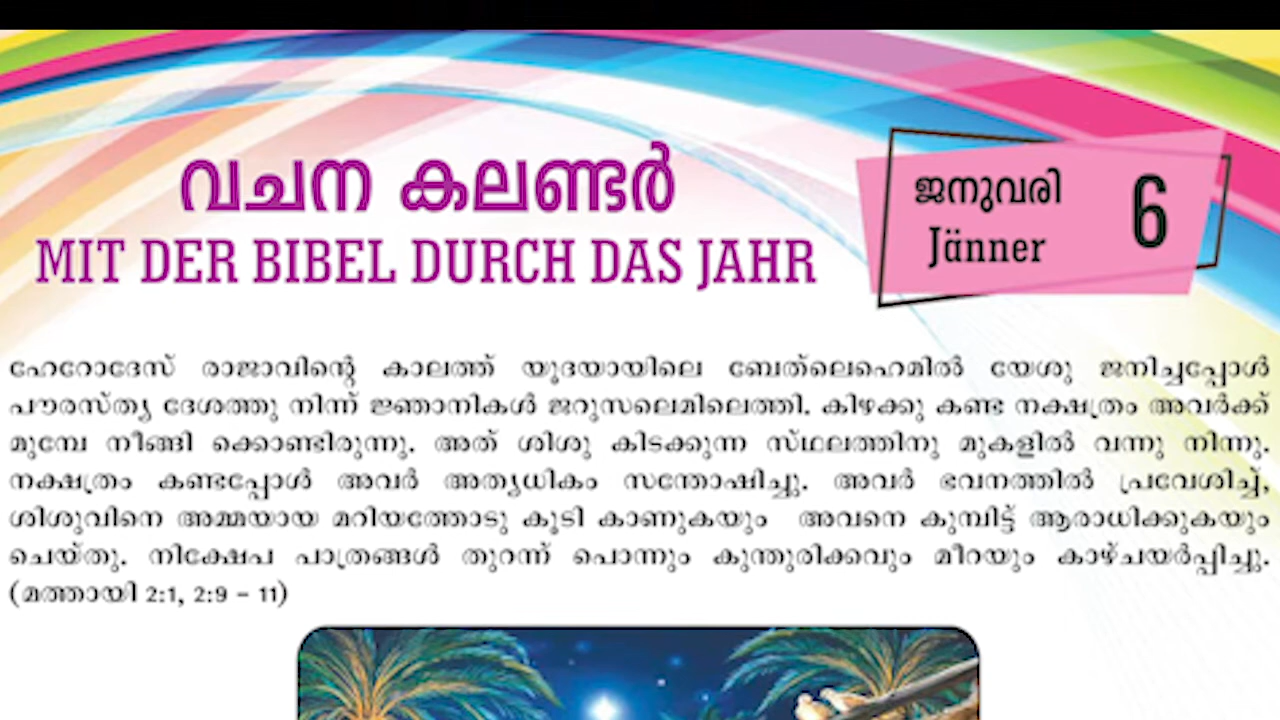 വചന കലണ്ടർ
MIT DER BIBEL DURCH DAS JAHR
ജനുവരി 6
Jänner
ഹേറോദേസ് രാജാവിന്റെ കാലത്ത് യൂദയായിലെ ബേത്‌ലെഹെമിൽ യേശു ജനിച്ചപ്പോൾ
പൗരസ്ത്യ ദേശത്തു നിന്ന് ജ്ഞാനികൾ ജറുസലെമിലെത്തി. കിഴക്കു കണ്ട നക്ഷത്രം അവർക്ക്
മുമ്പേ നീങ്ങി ക്കൊണ്ടിരുന്നു. അത് ശിശു കിടക്കുന്ന സ്ഥലത്തിനു മുകളിൽ വന്നു നിന്നു.
നക്ഷത്രം കണ്ടപ്പോൾ അവർ അത്യധികം സന്തോഷിച്ചു. അവർ ഭവനത്തിൽ പ്രവേശിച്ച്,
ശിശുവിനെ അമ്മയായ മറിയത്തോടു കൂടി കാണുകയും അവനെ കുമ്പിട്ട് ആരാധിക്കുകയും
ചെയ്തു. നിക്ഷേപ പാത്രങ്ങൾ തുറന്ന് പൊന്നും കുന്തുരിക്കവും മീറയും കാഴ്ചയർപ്പിച്ചു.
(മത്തായി 2:1, 2:9 – 11)